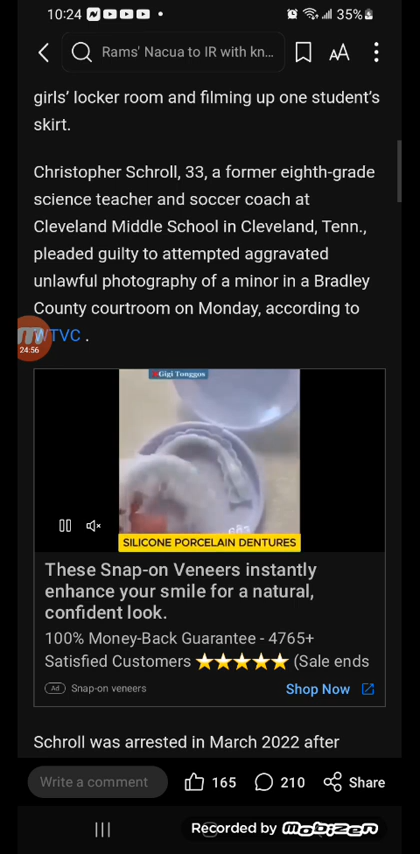 10:24
35%
Rams' Nacua to IR with kn...
AA
girls' locker room and filming up one student's
skirt.
Christopher Schroll, 33, a former eighth-grade
science teacher and soccer coach at
Cleveland Middle School in Cleveland, Tenn.,
pleaded guilty to attempted aggravated
unlawful photography of a minor in a Bradley
County courtroom on Monday, according to
WTVC .
24:56
Gigi Tonggos
SILICONE PORCELAIN DENTURES
These Snap-on Veneers instantly
enhance your smile for a natural,
confident look.
100% Money-Back Guarantee - 4765+
Satisfied Customers ⭐⭐⭐⭐⭐ (Sale ends
Ad Snap-on veneers
Shop Now
Schroll was arrested in March 2022 after
Write a comment
165
210
Share
Recorded by mobizen